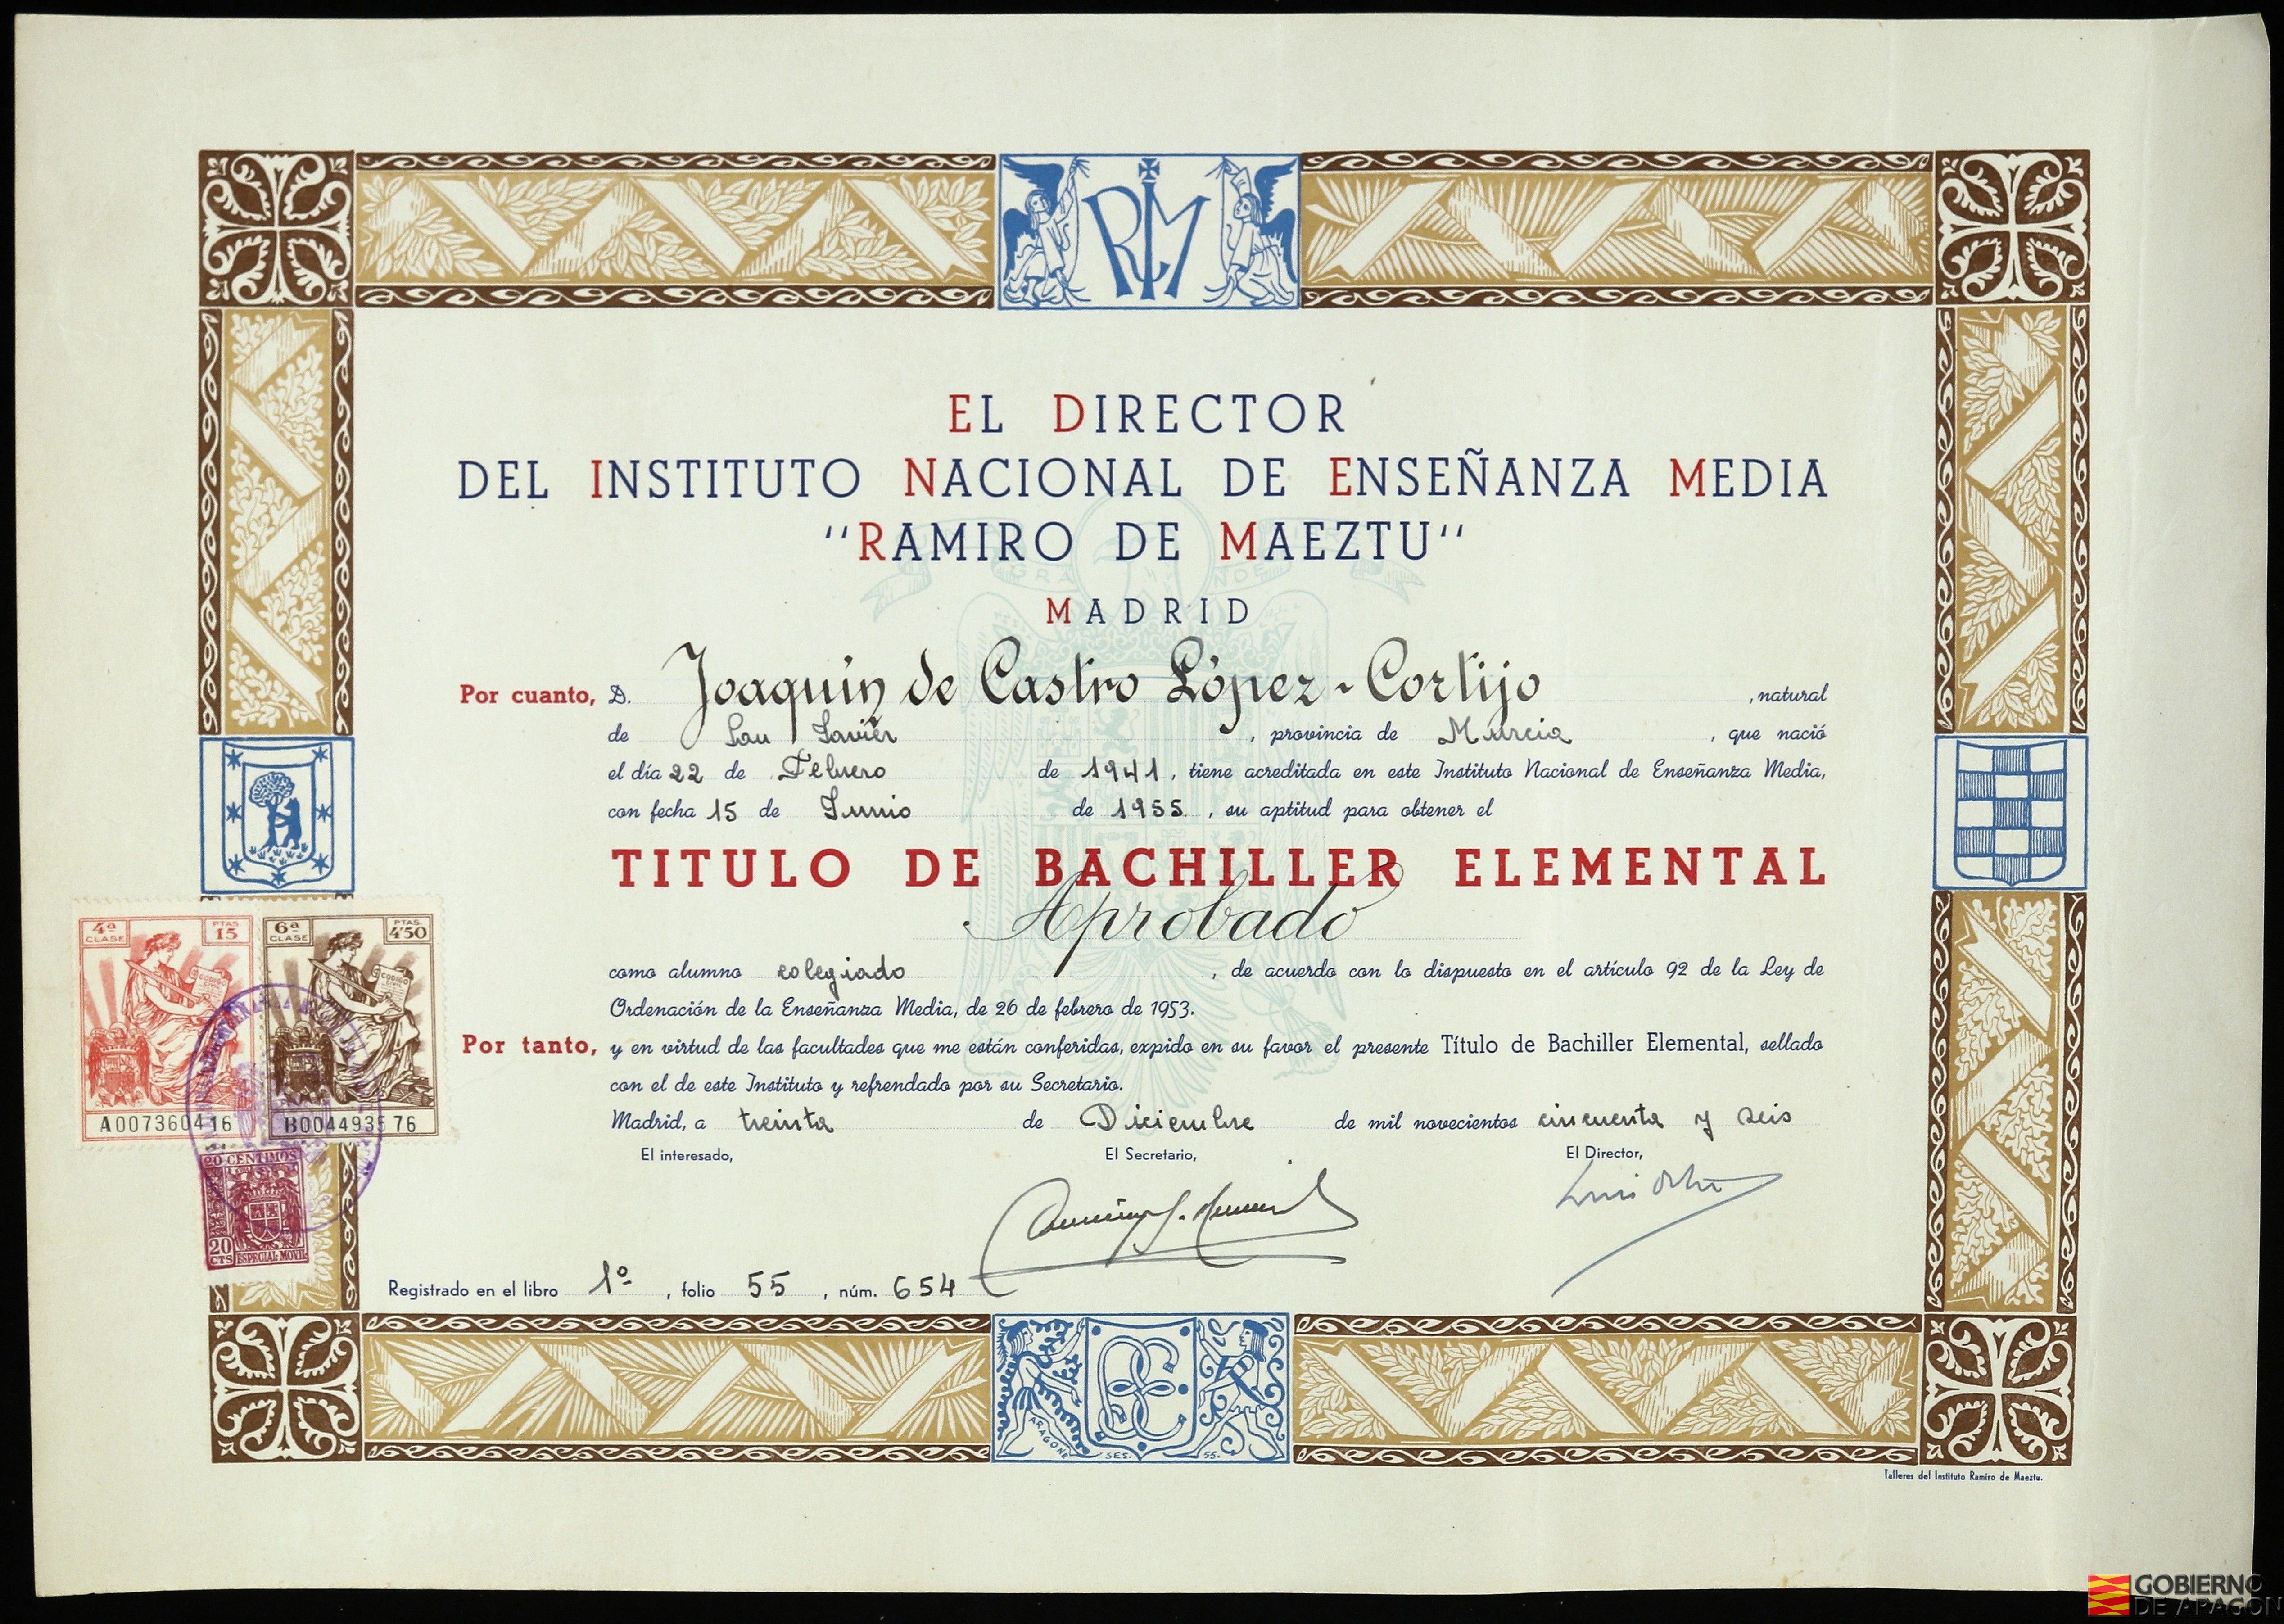 EL DIRECTOR
DEL INSTITUTO NACIONAL DE ENSEÑANZA MEDIA
"RAMIRO DE MAEZTU"
MADRID
Por cuanto, D. Joaquín de Castro López-Cortijo, natural
de San Javier, provincia de Murcia, que nació
el día 22 de Febrero de 1941, tiene acreditada en este Instituto Nacional de Enseñanza Media,
con fecha 15 de Junio de 1955, su aptitud para obtener el
TITULO DE BACHILLER ELEMENTAL
Aprobado
como alumno colegiado, de acuerdo con lo dispuesto en el artículo 92 de la Ley de
Ordenación de la Enseñanza Media, de 26 de febrero de 1953.
Por tanto, y en virtud de las facultades que me están conferidas, expido en su favor el presente Título de Bachiller Elemental, sellado
con el de este Instituto y refrendado por su Secretario.
Madrid, a treinta de Diciembre de mil novecientos cincuenta y seis
El interesado, El Secretario, El Director,
Registrado en el libro 1º, folio 55, núm. 654
4ª CLASE PTAS. 15
A007360416
6ª CLASE PTAS. 4'50
B004493576
20 CENTIMOS
20 CTS ESPECIAL MOVIL
RM
ARAGONE SES. 55.
Talleres del Instituto Ramiro de Maeztu.
GOBIERNO
DE ARAGON